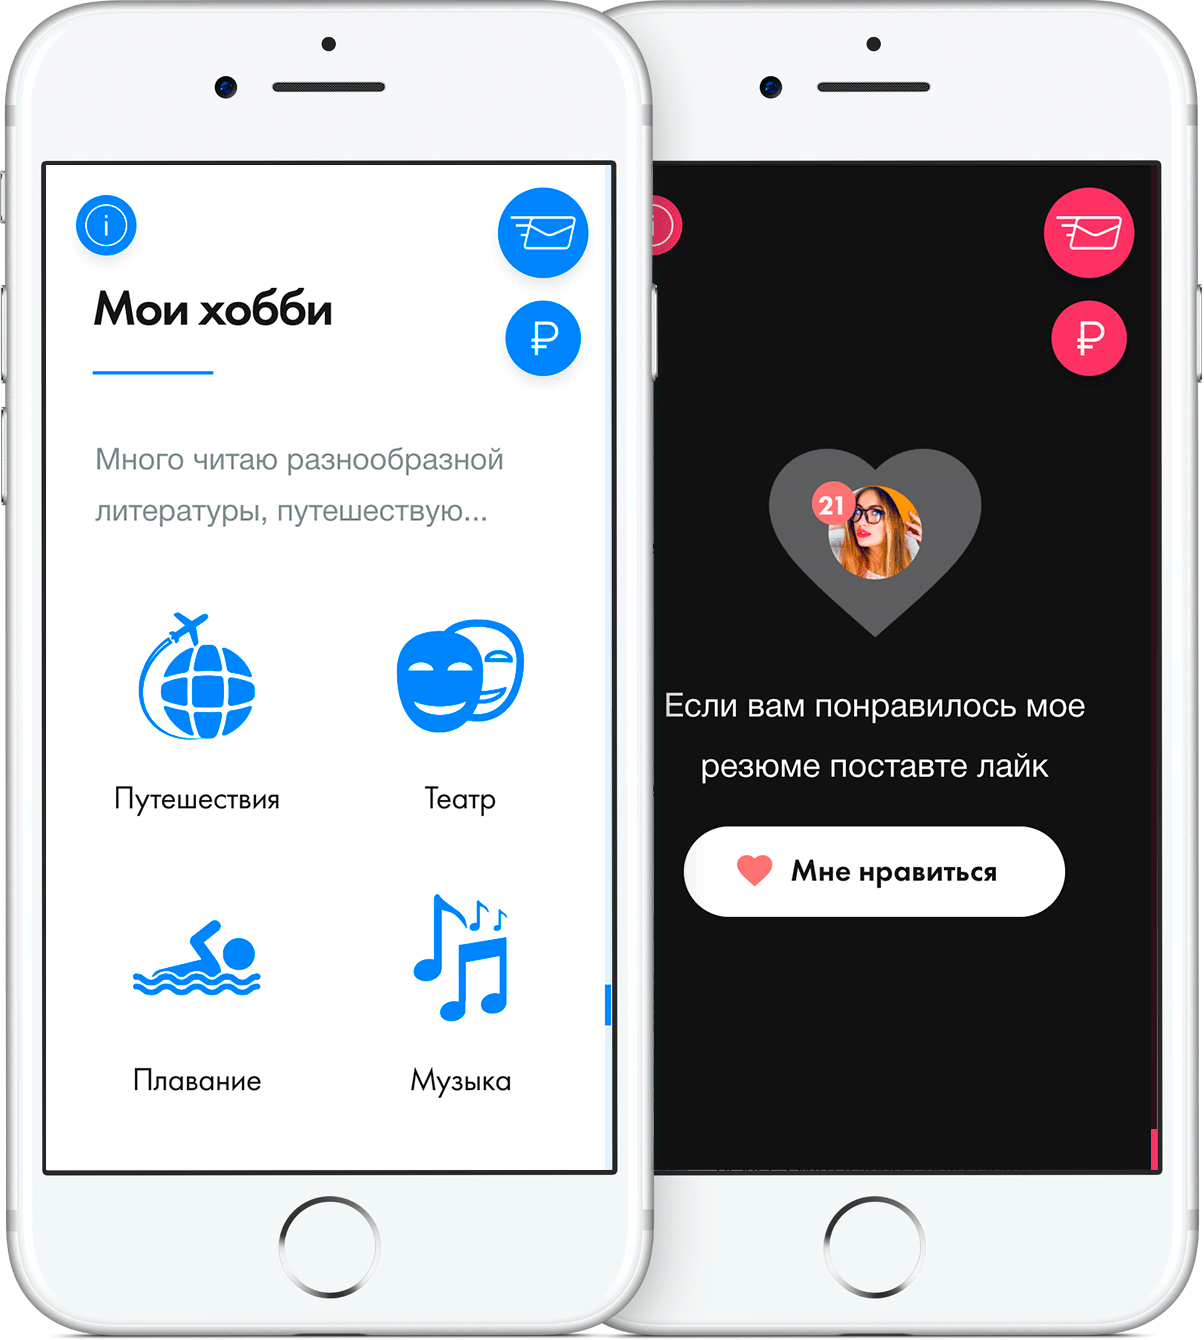 Мои хобби
Много читаю разнообразной
литературы, путешествую...
Путешествия
Театр
Плавание
Музыка
₽
i
21
Если вам понравилось мое
резюме поставте лайк
Мне нравиться
₽